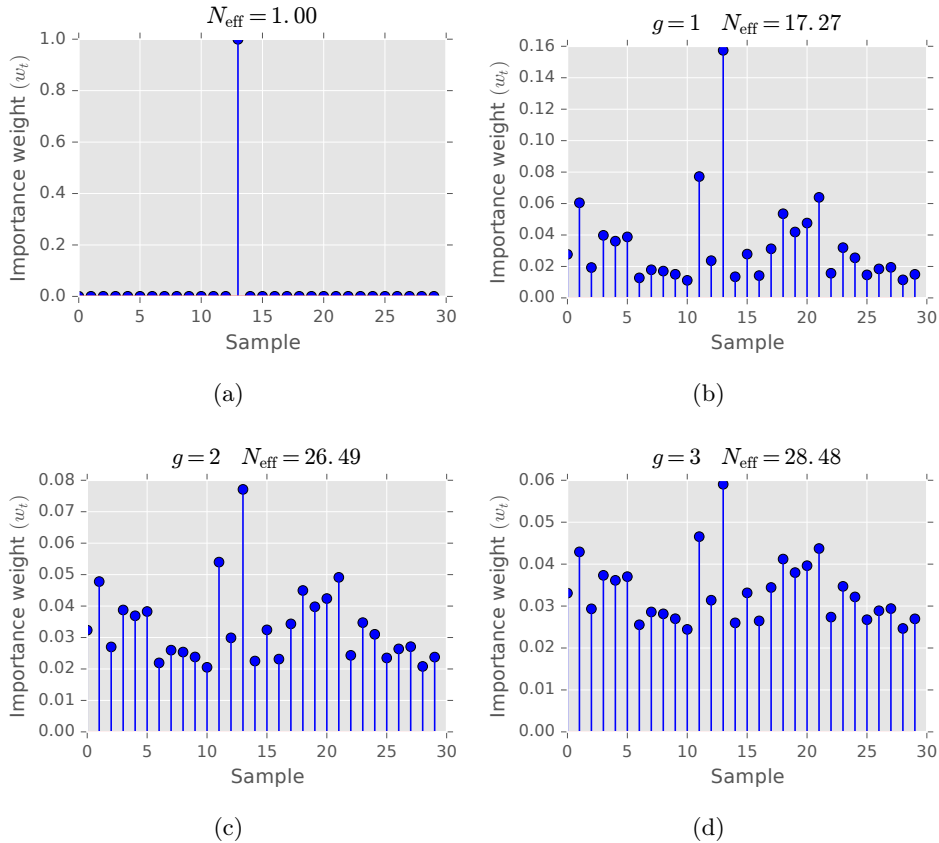 N_eff = 1.00
Importance weight (w_t)
1.0
0.8
0.6
0.4
0.2
0.0
0 5 10 15 20 25 30
Sample
(a)
g = 1 N_eff = 17.27
Importance weight (w_t)
0.16
0.14
0.12
0.10
0.08
0.06
0.04
0.02
0.00
0 5 10 15 20 25 30
Sample
(b)
g = 2 N_eff = 26.49
Importance weight (w_t)
0.08
0.07
0.06
0.05
0.04
0.03
0.02
0.01
0.00
0 5 10 15 20 25 30
Sample
(c)
g = 3 N_eff = 28.48
Importance weight (w_t)
0.06
0.05
0.04
0.03
0.02
0.01
0.00
0 5 10 15 20 25 30
Sample
(d)